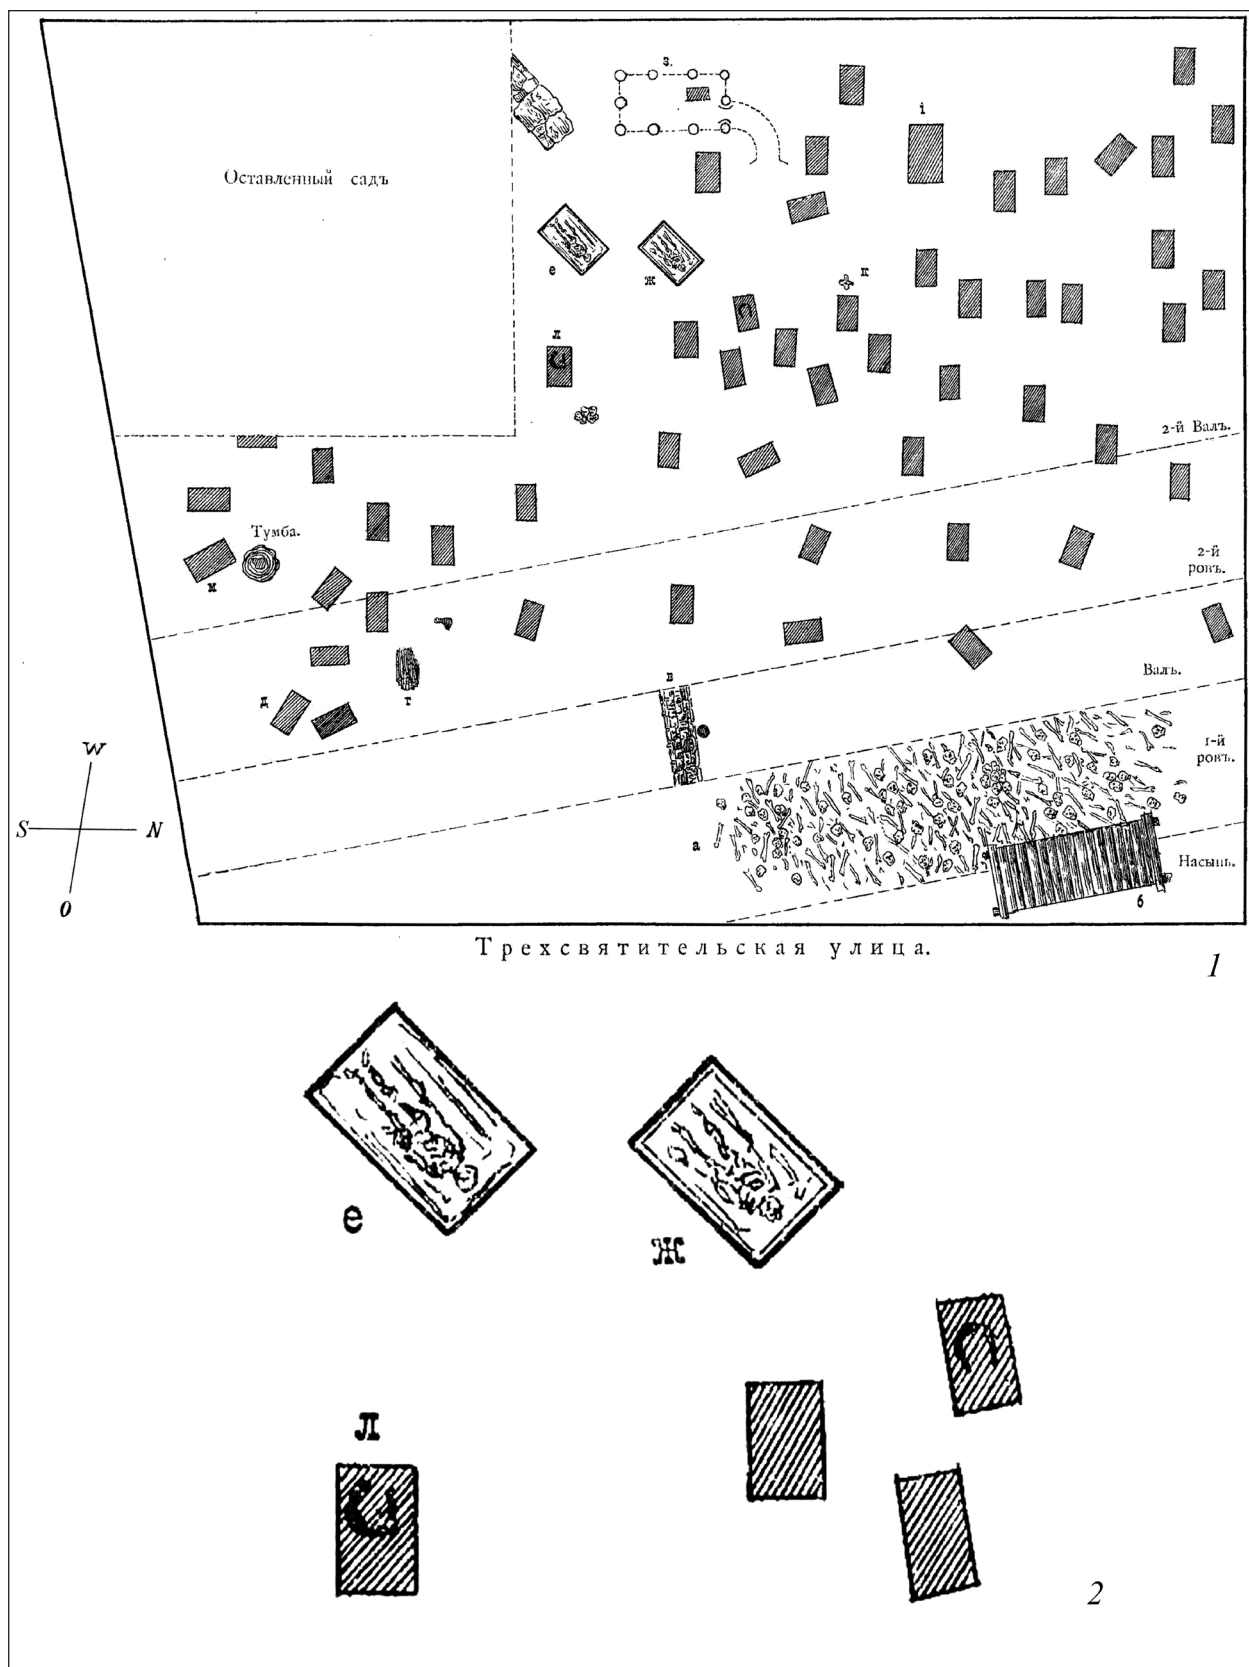 з.
і
Оставленный садъ
е
ж
к
л
2-й Валъ.
Тумба.
2-й
ровъ.
и
в
Валъ.
д
т
W
1-й
ровъ.
S
N
а
Насыпь.
б
O
Трехсвятительская улица.
1
е
ж
л
2